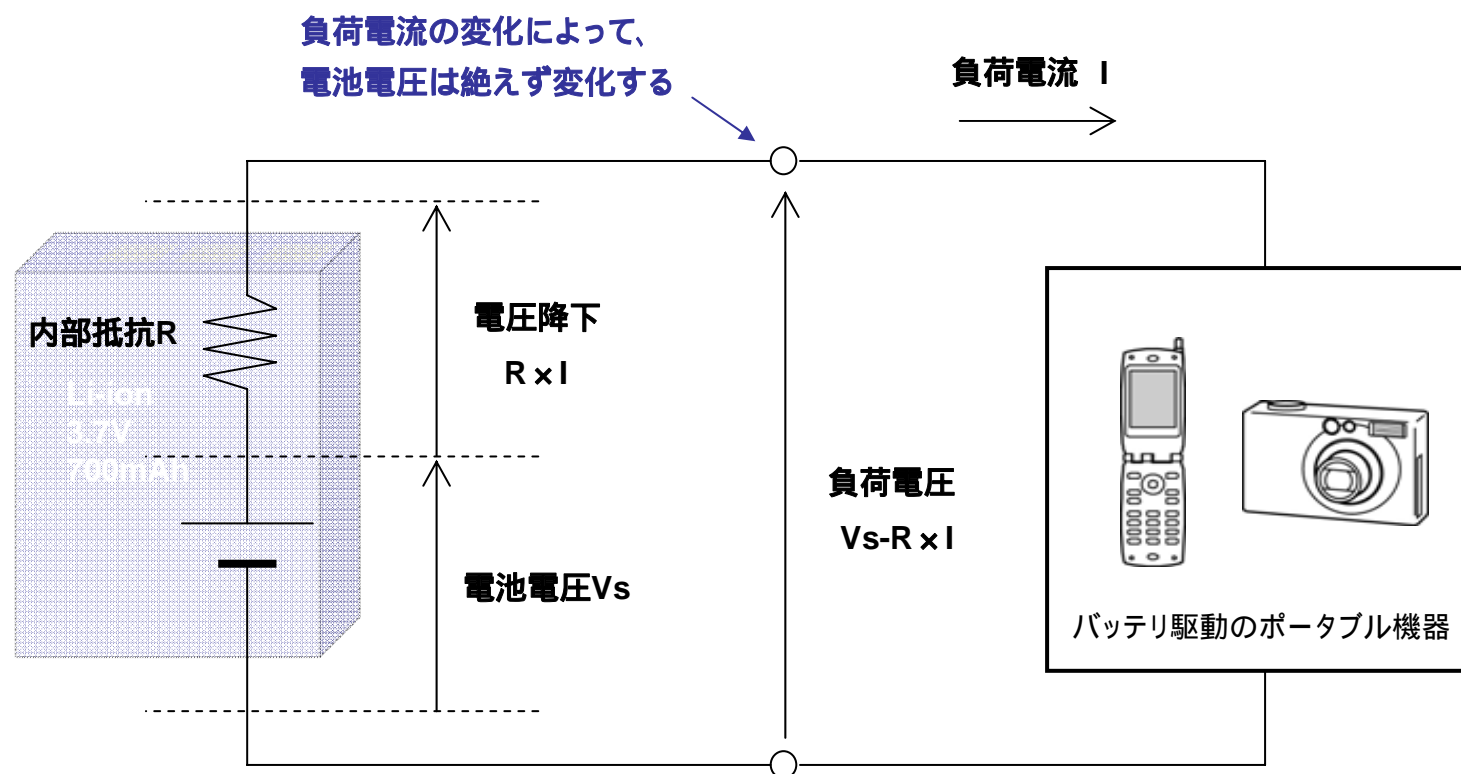 負荷電流の変化によって、
電池電圧は絶えず変化する
負荷電流 I
内部抵抗R
Li-ion
3.7V
700mAh
電圧降下
R×I
電池電圧Vs
負荷電圧
Vs-R×I
バッテリ駆動のポータブル機器